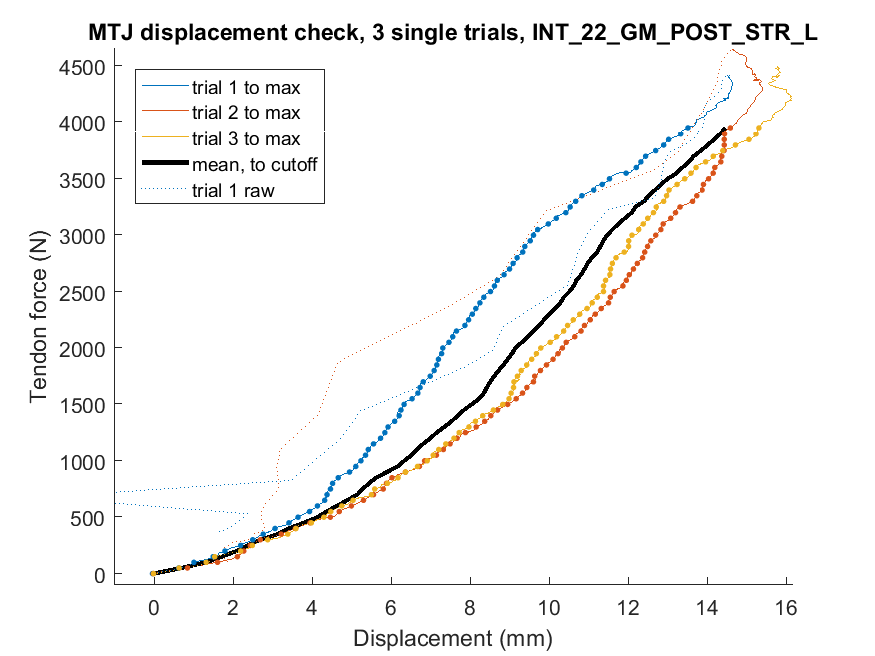 MTJ displacement check, 3 single trials, INT_22_GM_POST_STR_L
trial 1 to max
trial 2 to max
trial 3 to max
mean, to cutoff
trial 1 raw
4500
4000
3500
3000
2500
2000
1500
1000
500
0
Tendon force (N)
0 2 4 6 8 10 12 14 16
Displacement (mm)